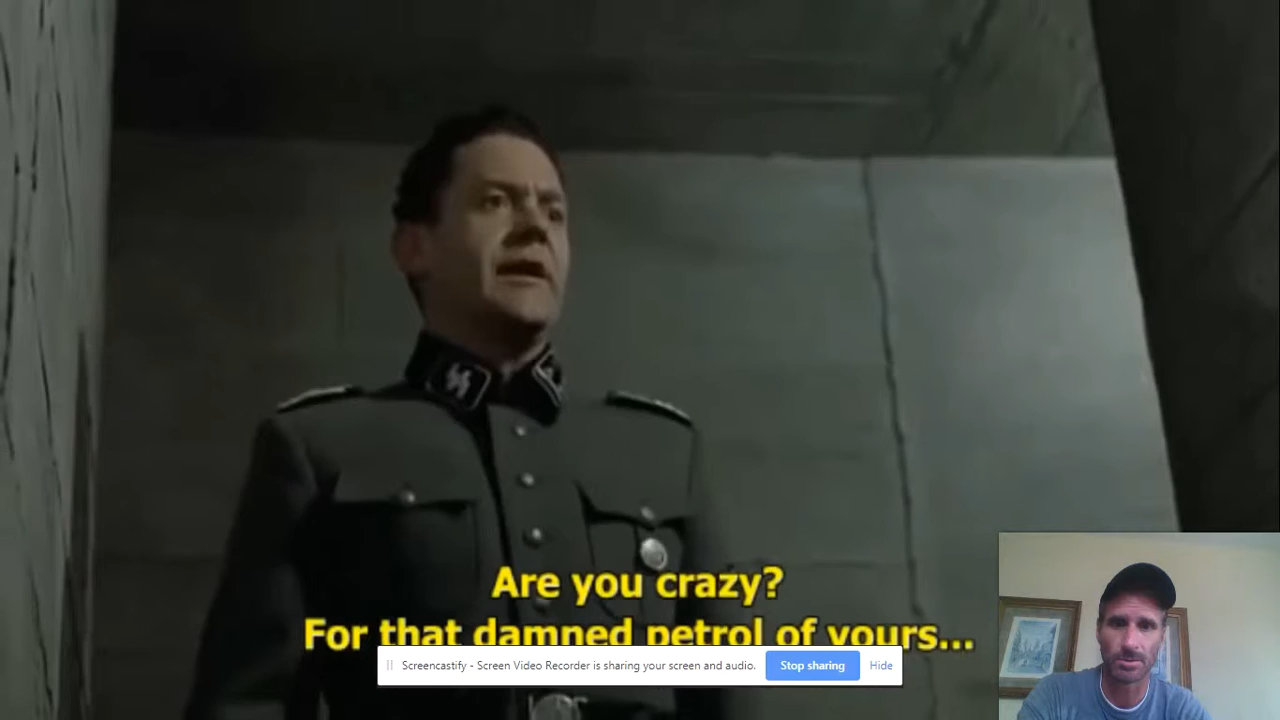 Are you crazy?
For that damned petrol of yours...
Screencastify - Screen Video Recorder is sharing your screen and audio.
Stop sharing
Hide